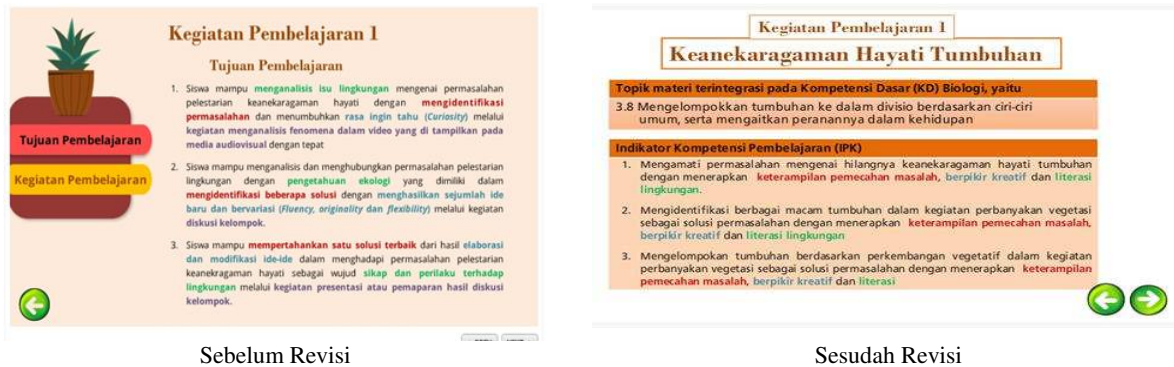 Kegiatan Pembelajaran 1
Tujuan Pembelajaran
Tujuan Pembelajaran
Kegiatan Pembelajaran
1. Siswa mampu menganalisis isu lingkungan mengenai permasalahan
pelestarian keanekaragaman hayati dengan mengidentifikasi
permasalahan dan menumbuhkan rasa ingin tahu (Curiosity) melalui
kegiatan menganalisis fenomena dalam video yang di tampilkan pada
media audiovisual dengan tepat
2. Siswa mampu menganalisis dan menghubungkan permasalahan pelestarian
lingkungan dengan pengetahuan ekologi yang dimiliki dalam
mengidentifikasi beberapa solusi dengan menghasilkan sejumlah ide
baru dan bervariasi (Fluency, originality dan flexibility) melalui kegiatan
diskusi kelompok.
3. Siswa mampu mempertahankan satu solusi terbaik dari hasil elaborasi
dan modifikasi ide-ide dalam menghadapi permasalahan pelestarian
keanekragaman hayati sebagai wujud sikap dan perilaku terhadap
lingkungan melalui kegiatan presentasi atau pemaparan hasil diskusi
kelompok.
Sebelum Revisi
Kegiatan Pembelajaran 1
Keanekaragaman Hayati Tumbuhan
Topik materi terintegrasi pada Kompetensi Dasar (KD) Biologi, yaitu
3.8 Mengelompokkan tumbuhan ke dalam divisio berdasarkan ciri-ciri
umum, serta mengaitkan peranannya dalam kehidupan
Indikator Kompetensi Pembelajaran (IPK)
1. Mengamati permasalahan mengenai hilangnya keanekaragaman hayati tumbuhan
dengan menerapkan keterampilan pemecahan masalah, berpikir kreatif dan literasi
lingkungan.
2. Mengidentifikasi berbagai macam tumbuhan dalam kegiatan perbanyakan vegetasi
sebagai solusi permasalahan dengan menerapkan keterampilan pemecahan masalah,
berpikir kreatif dan literasi lingkungan
3. Mengelompokan tumbuhan berdasarkan perkembangan vegetatif dalam kegiatan
perbanyakan vegetasi sebagai solusi permasalahan dengan menerapkan keterampilan
pemecahan masalah, berpikir kreatif dan literasi
Sesudah Revisi